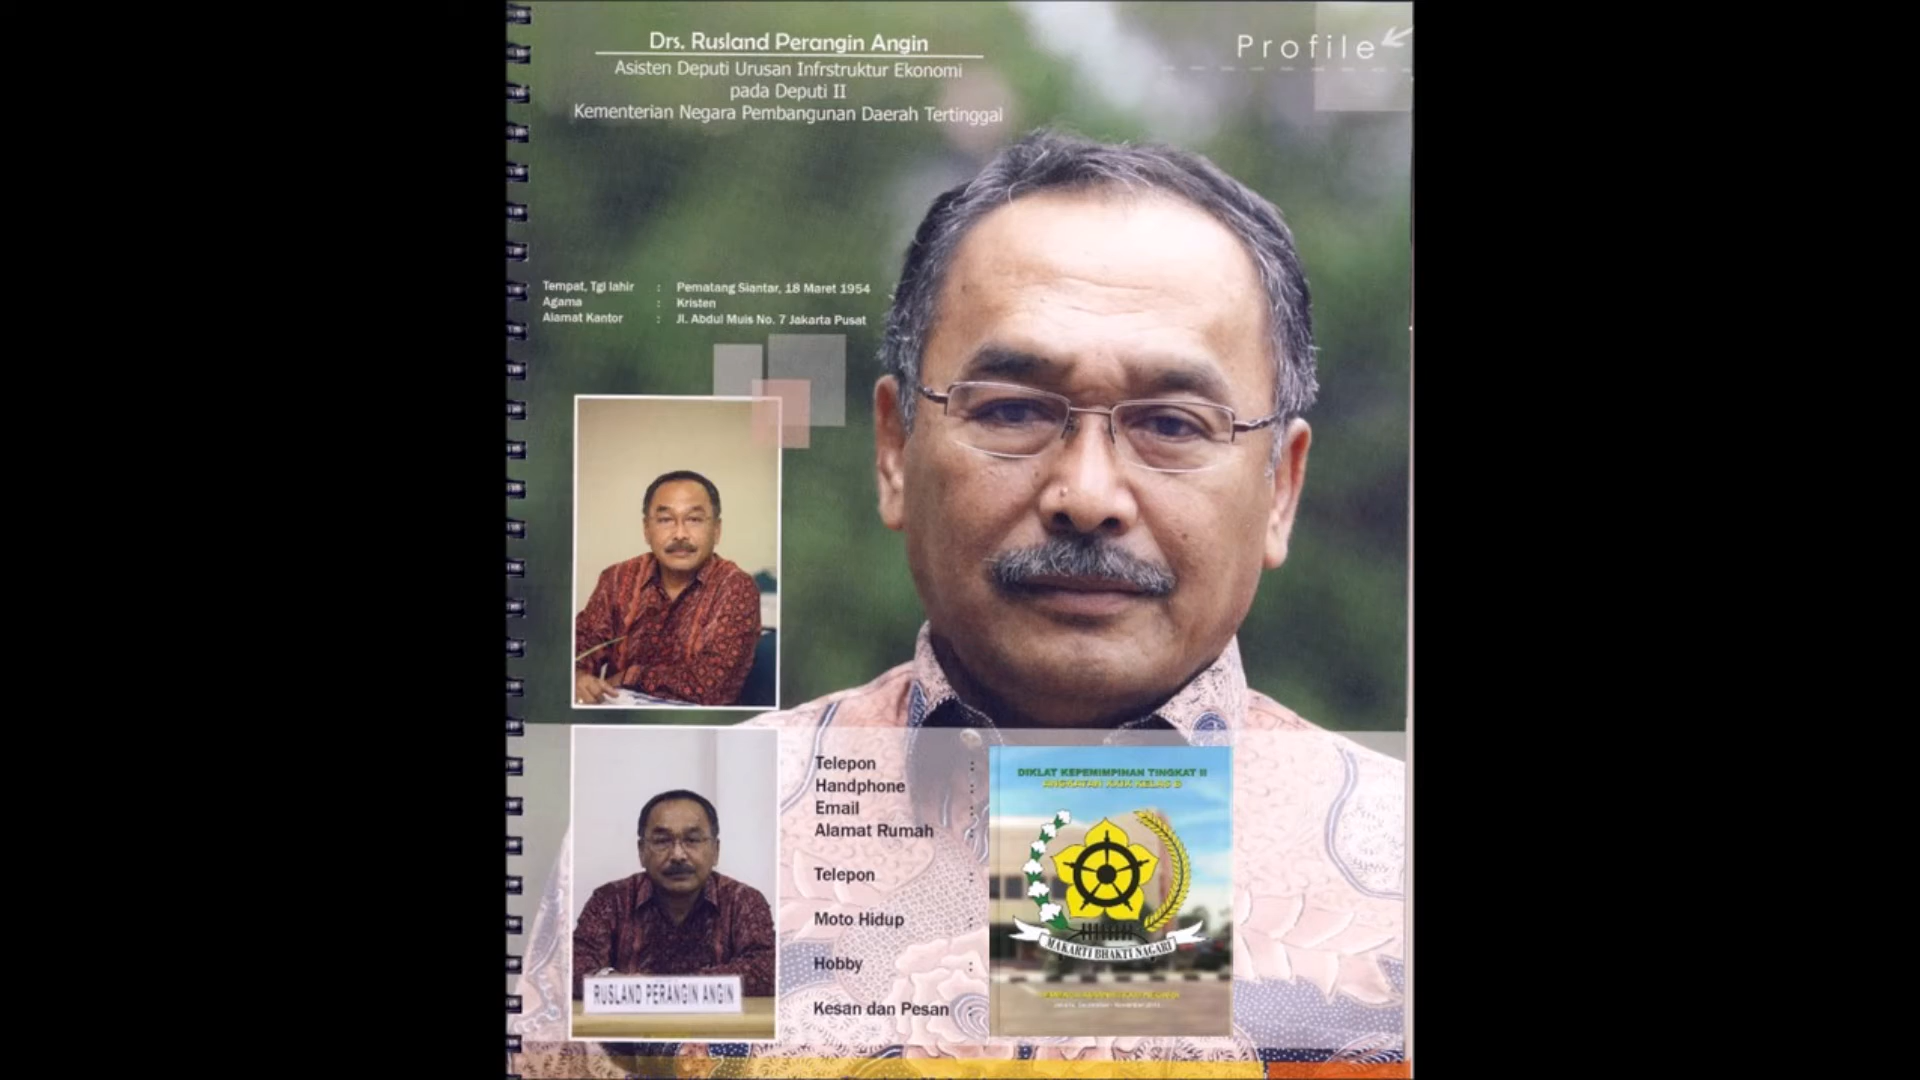 Drs. Rusland Perangin Angin
Profile
Asisten Deputi Urusan Infrstruktur Ekonomi
pada Deputi II
Kementerian Negara Pembangunan Daerah Tertinggal
Tempat, Tgl lahir : Pematang Siantar, 18 Maret 1954
Agama : Kristen
Alamat Kantor : Jl. Abdul Muis No. 7 Jakarta Pusat
RUSLAND PERANGIN ANGIN
Telepon :
Handphone :
Email :
Alamat Rumah :
Telepon :
Moto Hidup :
Hobby :
Kesan dan Pesan :
DIKLAT KEPEMIMPINAN TINGKAT II
ANGKATAN XXIX KELAS B
MAKARTI BHAKTI NAGARI